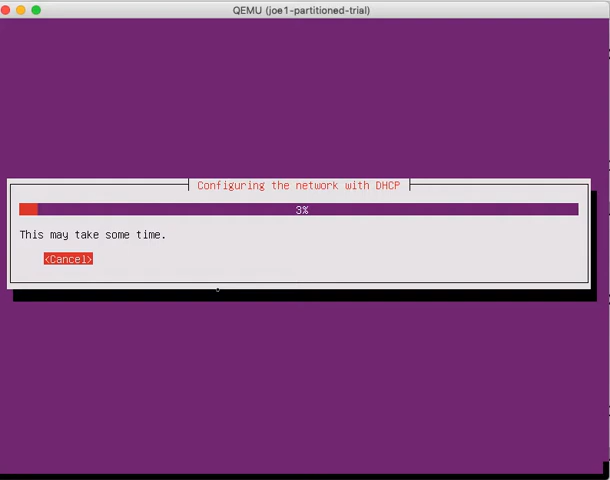 QEMU (joe1-partitioned-trial)
Configuring the network with DHCP
3%
This may take some time.
<Cancel>